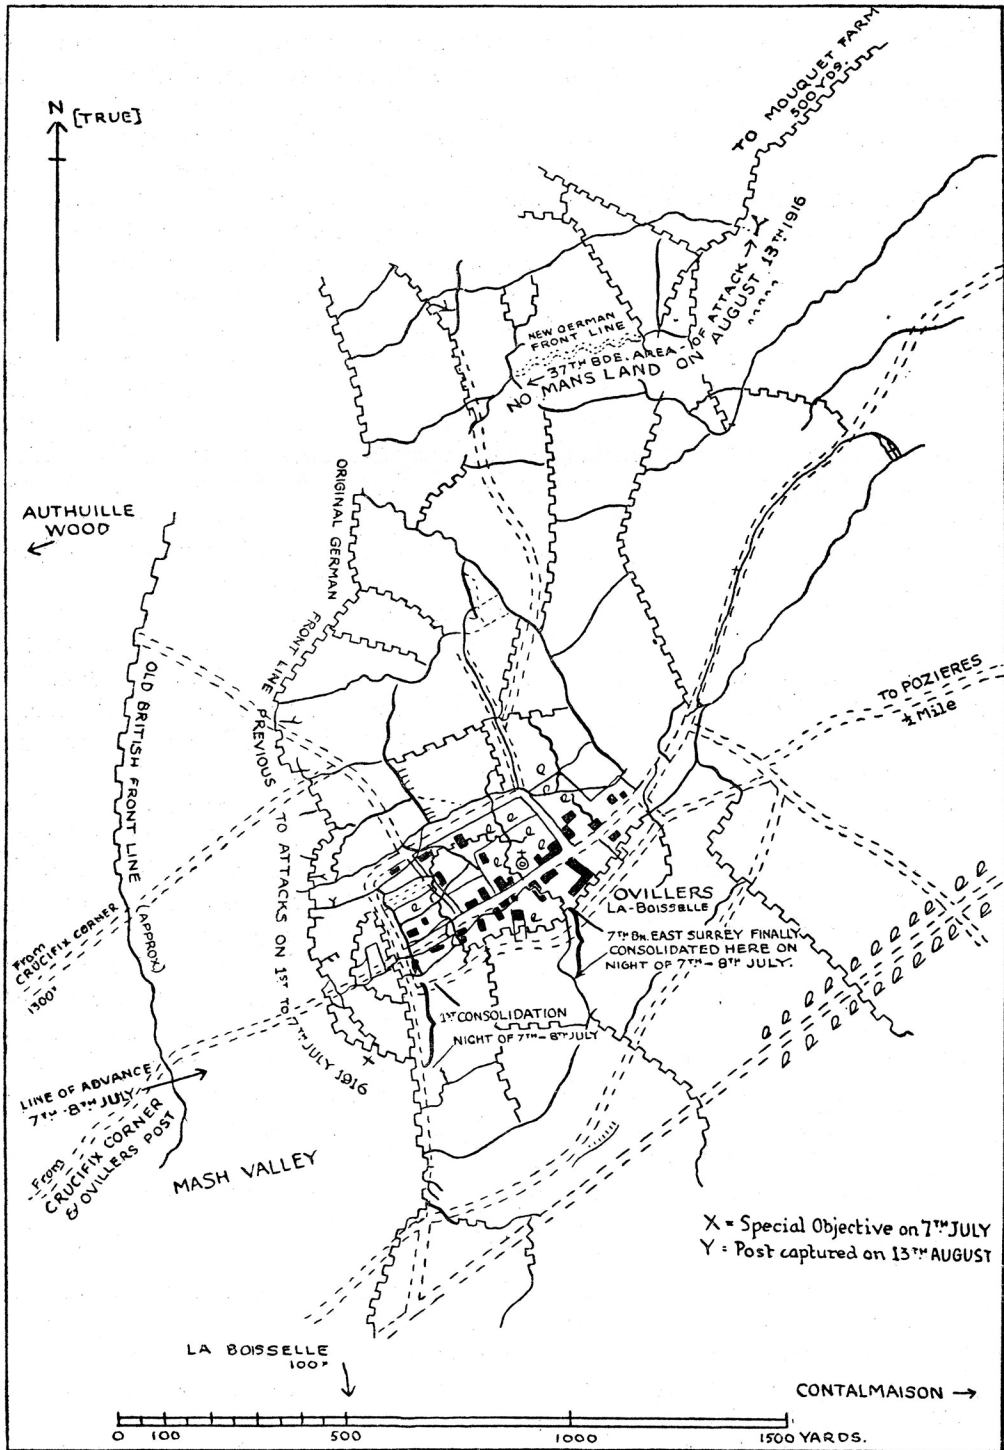 TO MOUQUET FARM
500 YDS.
N [TRUE]
NEW GERMAN
FRONT LINE
← 37TH BDE. AREA - OF ATTACK → Y
NO MANS LAND ON AUGUST 13TH 1916
AUTHUILLE
WOOD
←
ORIGINAL GERMAN FRONT LINE PREVIOUS TO ATTACKS ON 1ST TO 7TH JULY 1916
OLD BRITISH FRONT LINE
(APPROX)
TO POZIERES
½ Mile
OVILLERS
LA-BOISSELLE
7TH Bn. EAST SURREY FINALLY
CONSOLIDATED HERE ON
NIGHT OF 7TH-8TH JULY.
From
CRUCIFIX CORNER
1300x
1ST CONSOLIDATION
NIGHT OF 7TH-8TH JULY
X
LINE OF ADVANCE
7TH-8TH JULY
From
CRUCIFIX CORNER
& OVILLERS POST
MASH VALLEY
X = Special Objective on 7TH JULY
Y = Post captured on 13TH AUGUST
LA BOISSELLE
100x
CONTALMAISON →
0 100 500 1000 1500 YARDS.